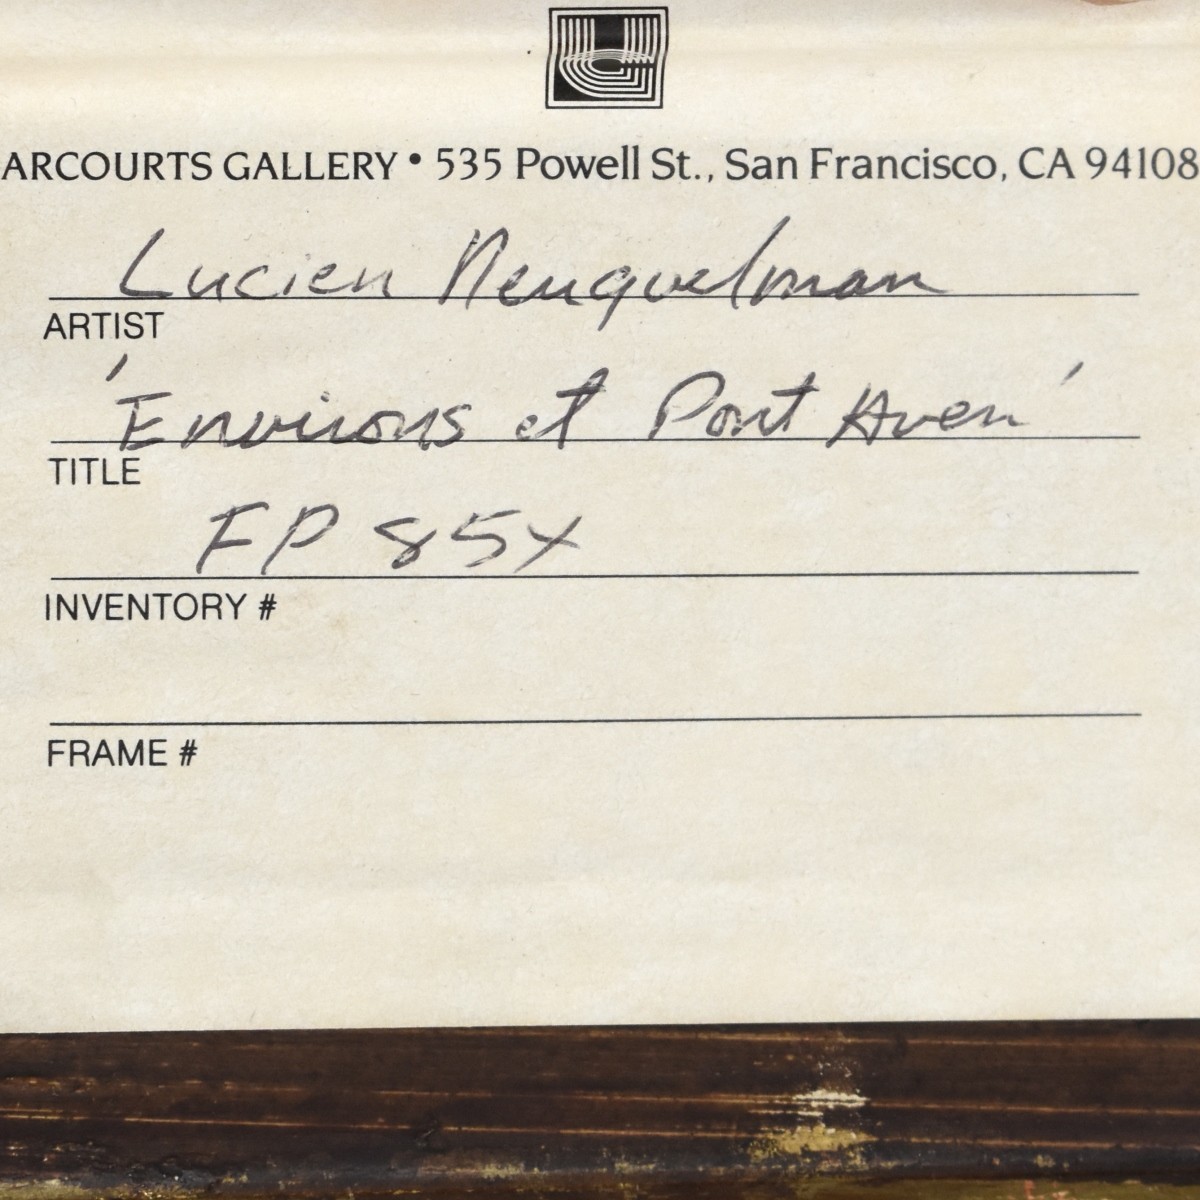 ARCOURTS GALLERY • 535 Powell St., San Francisco, CA 94108
Lucien Neuquelman
ARTIST
'Environs et Pont Aven'
TITLE
FP 85x
INVENTORY #
FRAME #